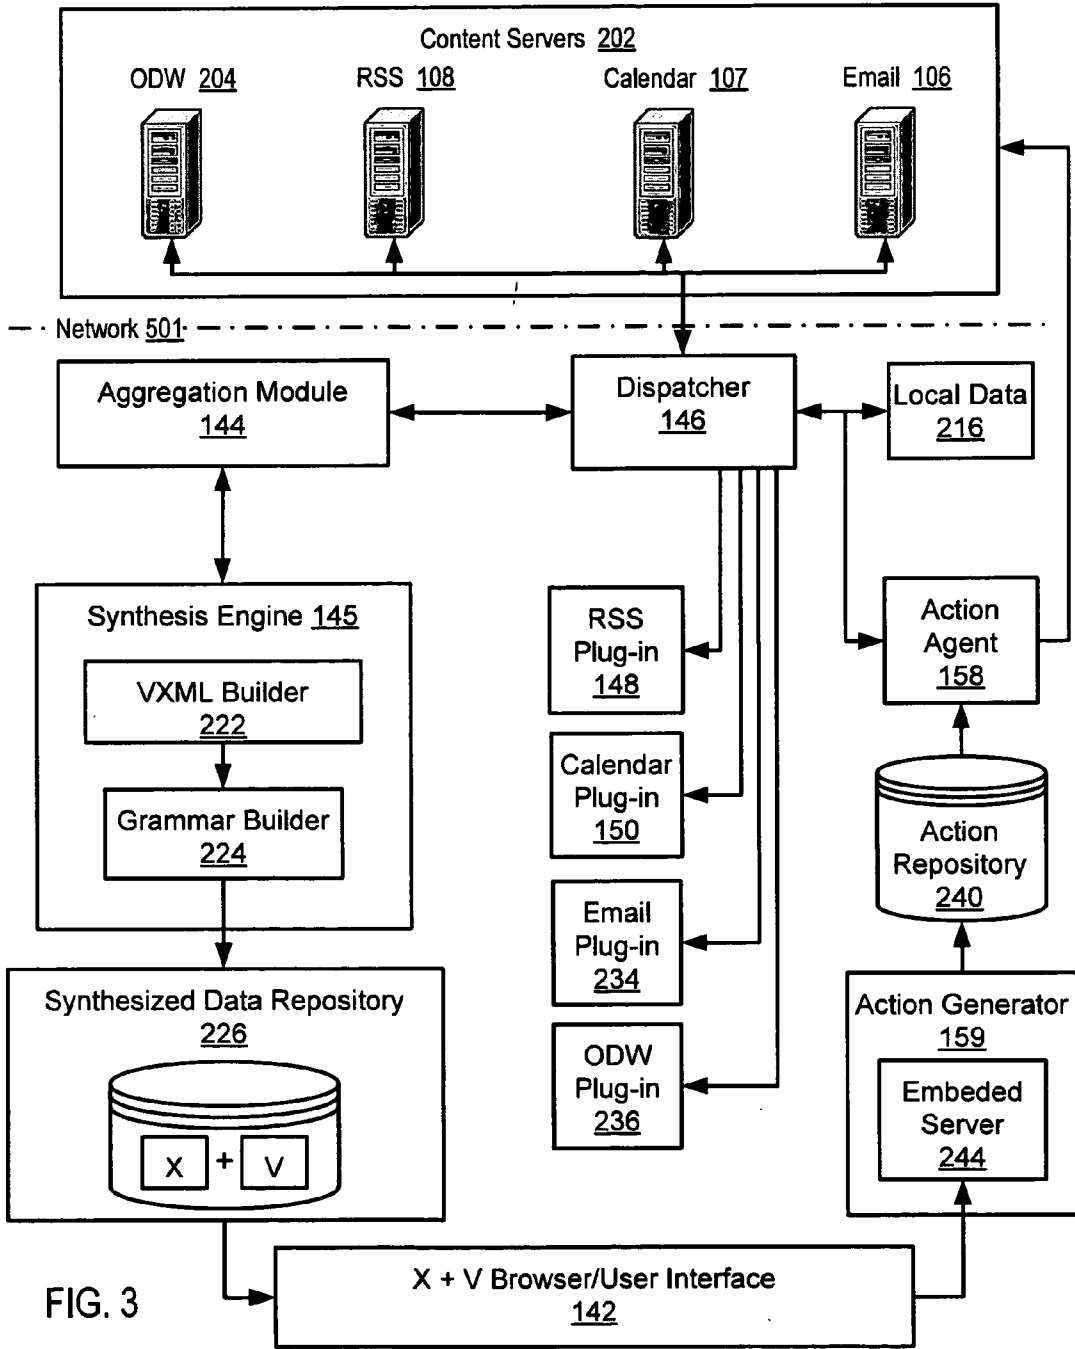 Content Servers 202
ODW 204
RSS 108
Calendar 107
Email 106
Network 501
Aggregation Module
144
Dispatcher
146
Local Data
216
Synthesis Engine 145
VXML Builder
222
Grammar Builder
224
RSS
Plug-in
148
Calendar
Plug-in
150
Email
Plug-in
234
ODW
Plug-in
236
Action
Agent
158
Action
Repository
240
Synthesized Data Repository
226
X + V
Action Generator
159
Embeded
Server
244
X + V Browser/User Interface
142
FIG. 3